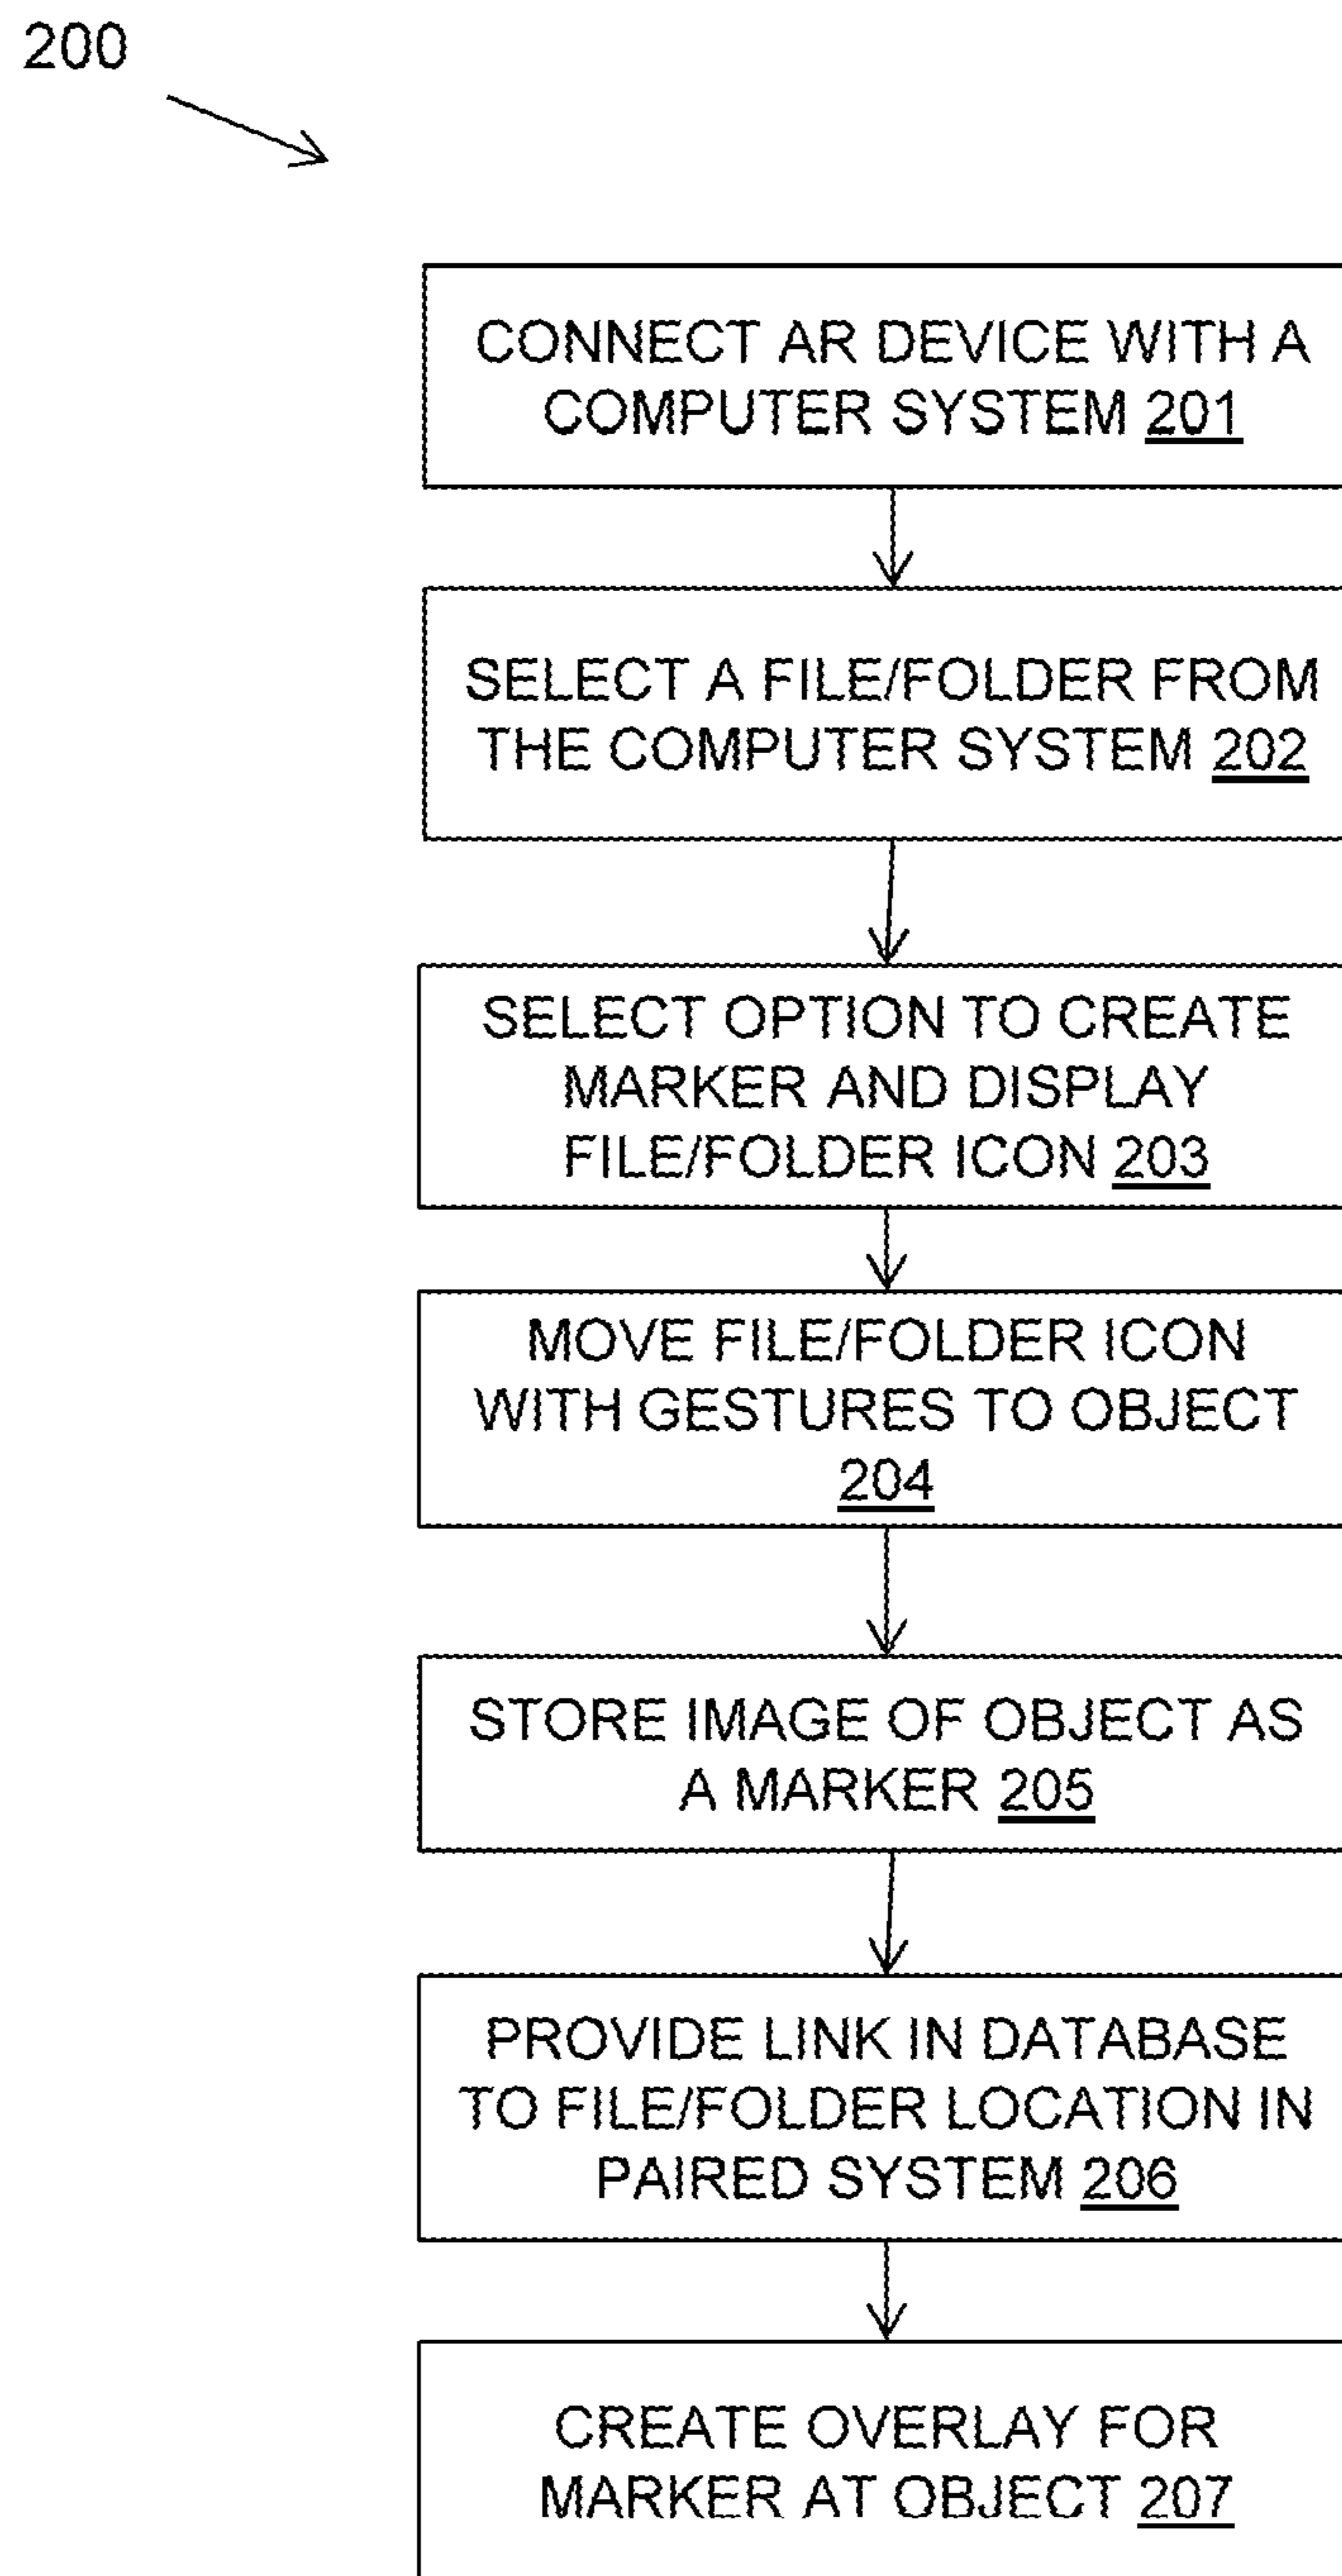 200
CONNECT AR DEVICE WITH A
COMPUTER SYSTEM 201
SELECT A FILE/FOLDER FROM
THE COMPUTER SYSTEM 202
SELECT OPTION TO CREATE
MARKER AND DISPLAY
FILE/FOLDER ICON 203
MOVE FILE/FOLDER ICON
WITH GESTURES TO OBJECT
204
STORE IMAGE OF OBJECT AS
A MARKER 205
PROVIDE LINK IN DATABASE
TO FILE/FOLDER LOCATION IN
PAIRED SYSTEM 206
CREATE OVERLAY FOR
MARKER AT OBJECT 207